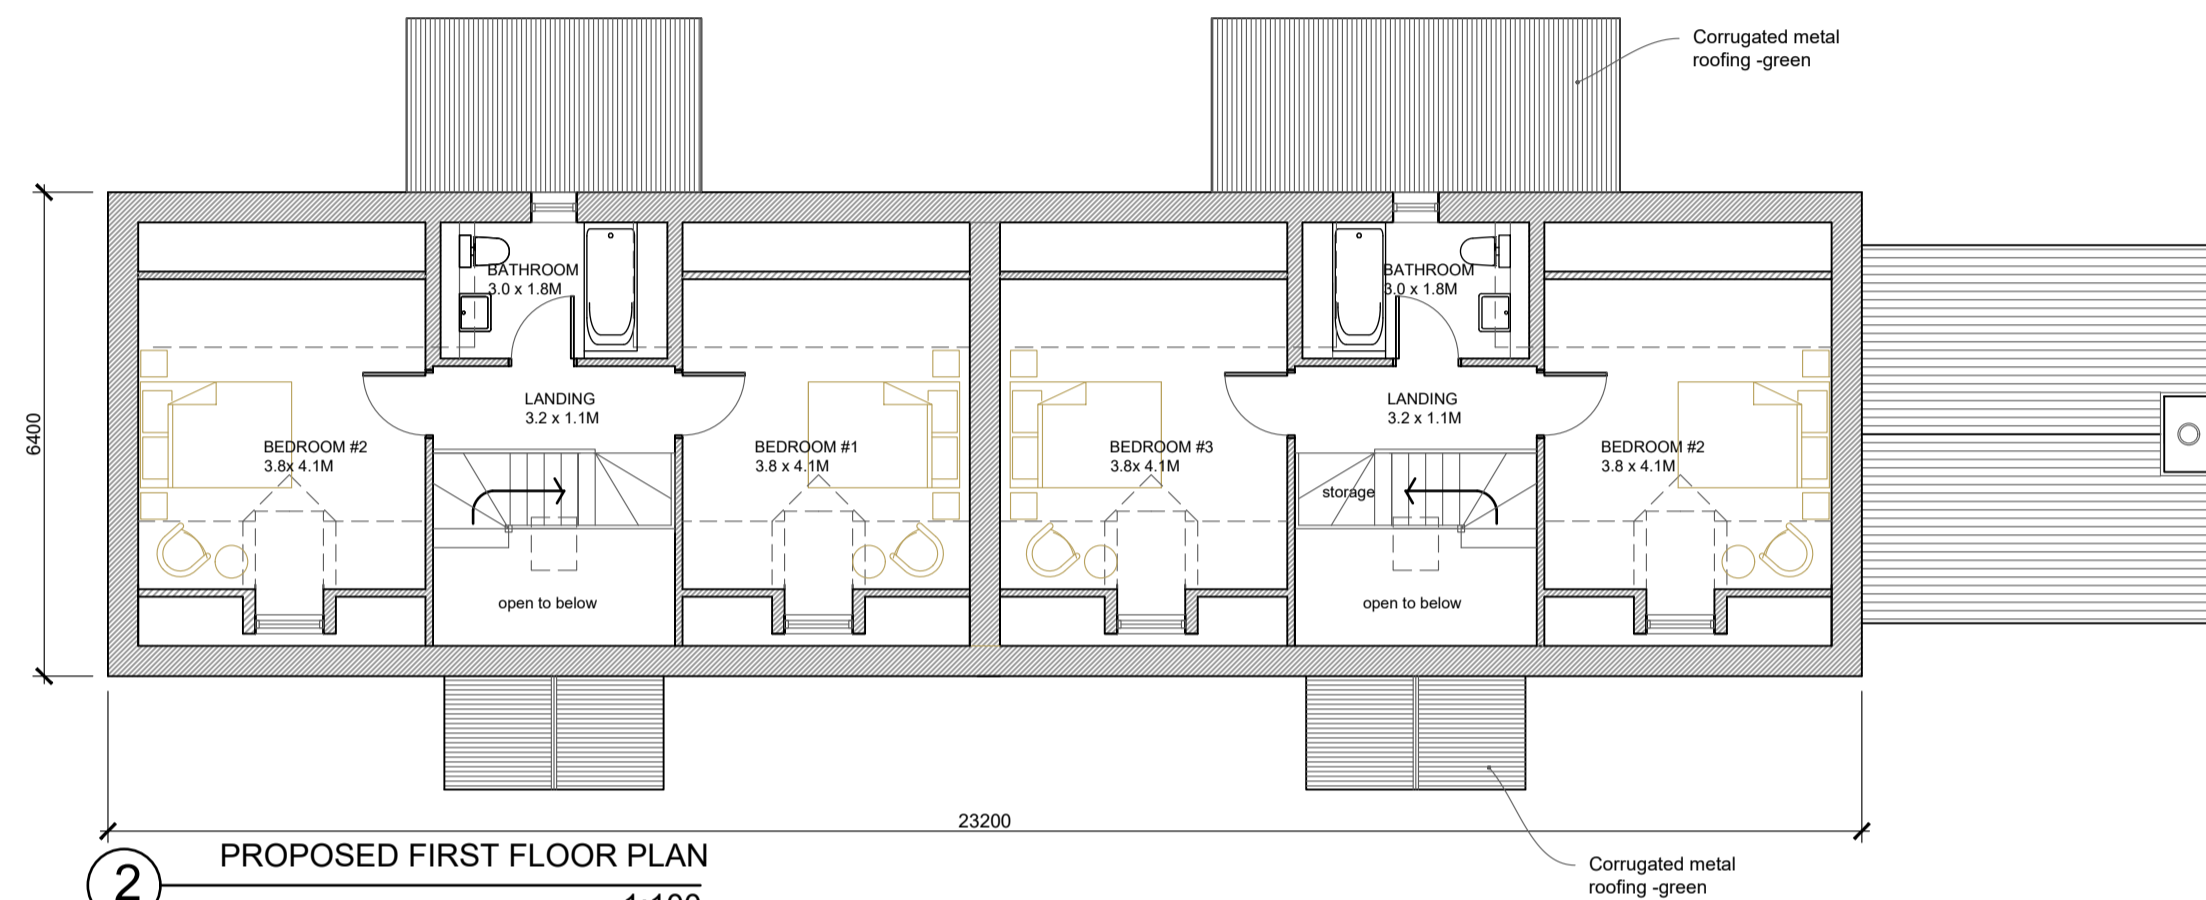 Corrugated metal
roofing -green
BATHROOM
3.0 x 1.8M
BATHROOM
3.0 x 1.8M
LANDING
3.2 x 1.1M
LANDING
3.2 x 1.1M
6400
BEDROOM #2
3.8x 4.1M
BEDROOM #1
3.8 x 4.1M
BEDROOM #3
3.8x 4.1M
BEDROOM #2
3.8 x 4.1M
storage
open to below
open to below
23200
PROPOSED FIRST FLOOR PLAN
2
1:100
Corrugated metal
roofing -green